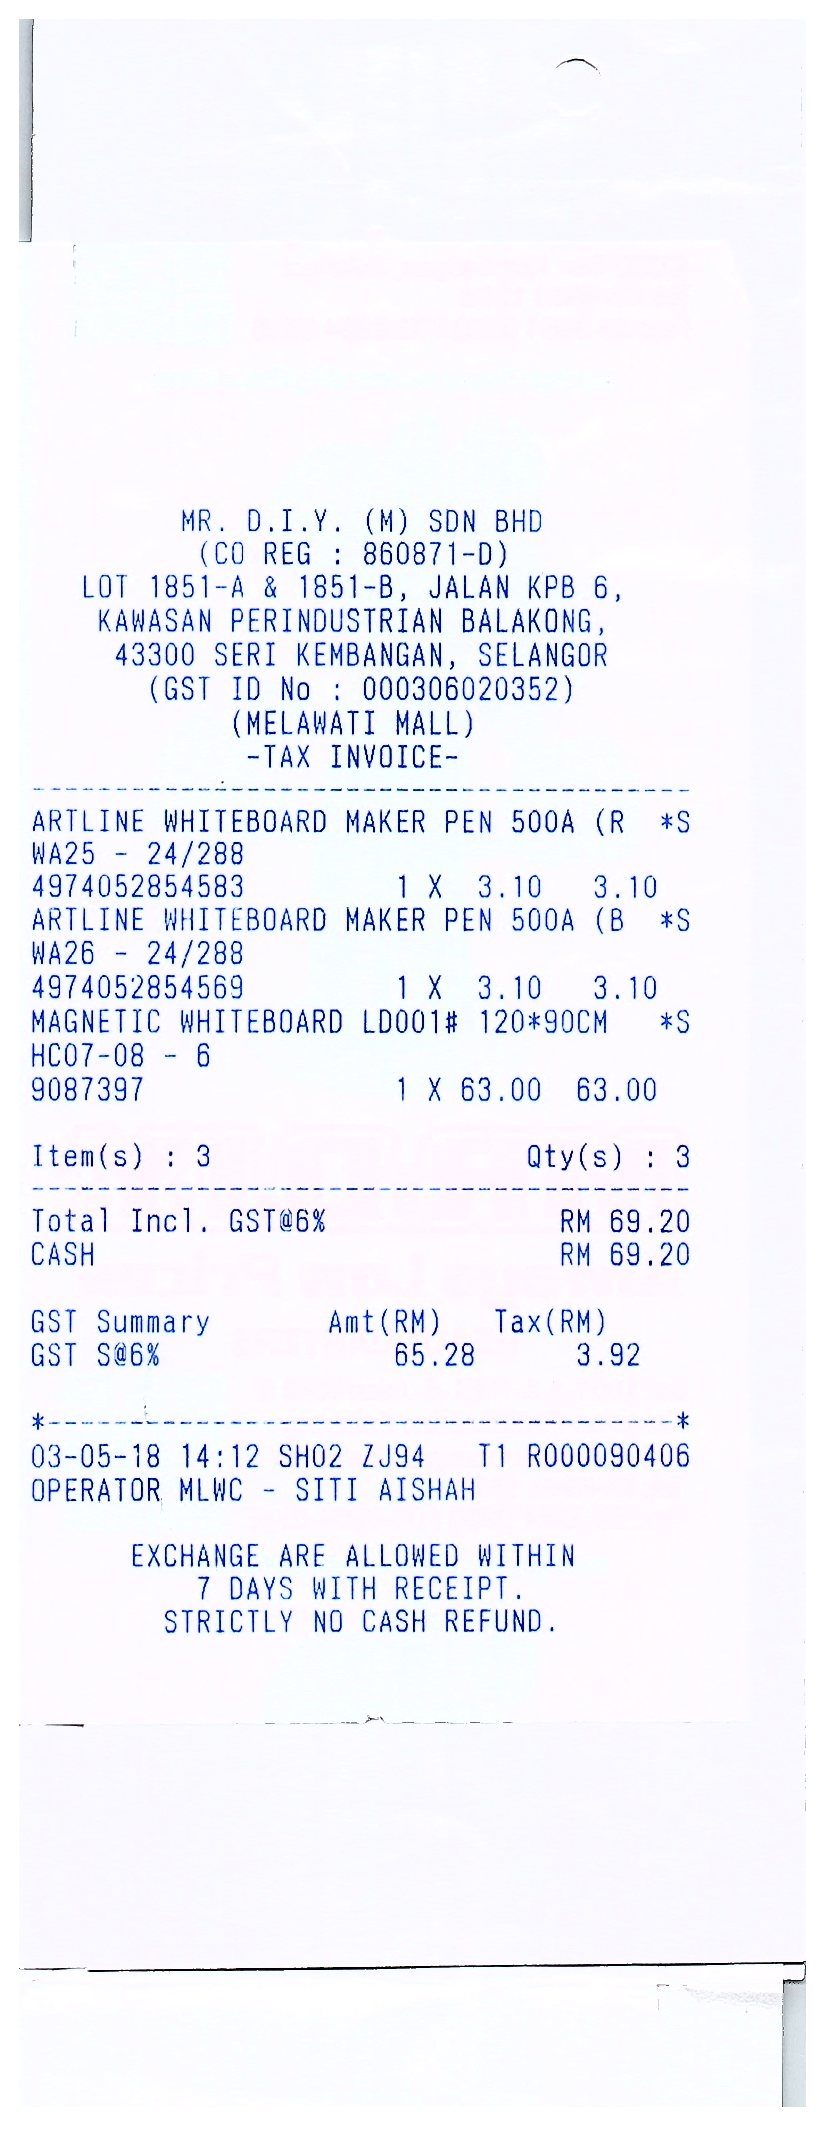 MR. D.I.Y. (M) SDN BHD
(CO REG : 860871-D)
LOT 1851-A & 1851-B, JALAN KPB 6,
KAWASAN PERINDUSTRIAN BALAKONG,
43300 SERI KEMBANGAN, SELANGOR
(GST ID No : 000306020352)
(MELAWATI MALL)
-TAX INVOICE-
ARTLINE WHITEBOARD MAKER PEN 500A (R *S
WA25 - 24/288
4974052854583 1 X 3.10 3.10
ARTLINE WHITEBOARD MAKER PEN 500A (B *S
WA26 - 24/288
4974052854569 1 X 3.10 3.10
MAGNETIC WHITEBOARD LD001# 120*90CM *S
HC07-08 - 6
9087397 1 X 63.00 63.00
Item(s) : 3 Qty(s) : 3
Total Incl. GST@6% RM 69.20
CASH RM 69.20
GST Summary Amt(RM) Tax(RM)
GST S@6% 65.28 3.92
*--------------------------------------*
03-05-18 14:12 SH02 ZJ94 T1 R000090406
OPERATOR MLWC - SITI AISHAH
EXCHANGE ARE ALLOWED WITHIN
7 DAYS WITH RECEIPT.
STRICTLY NO CASH REFUND.